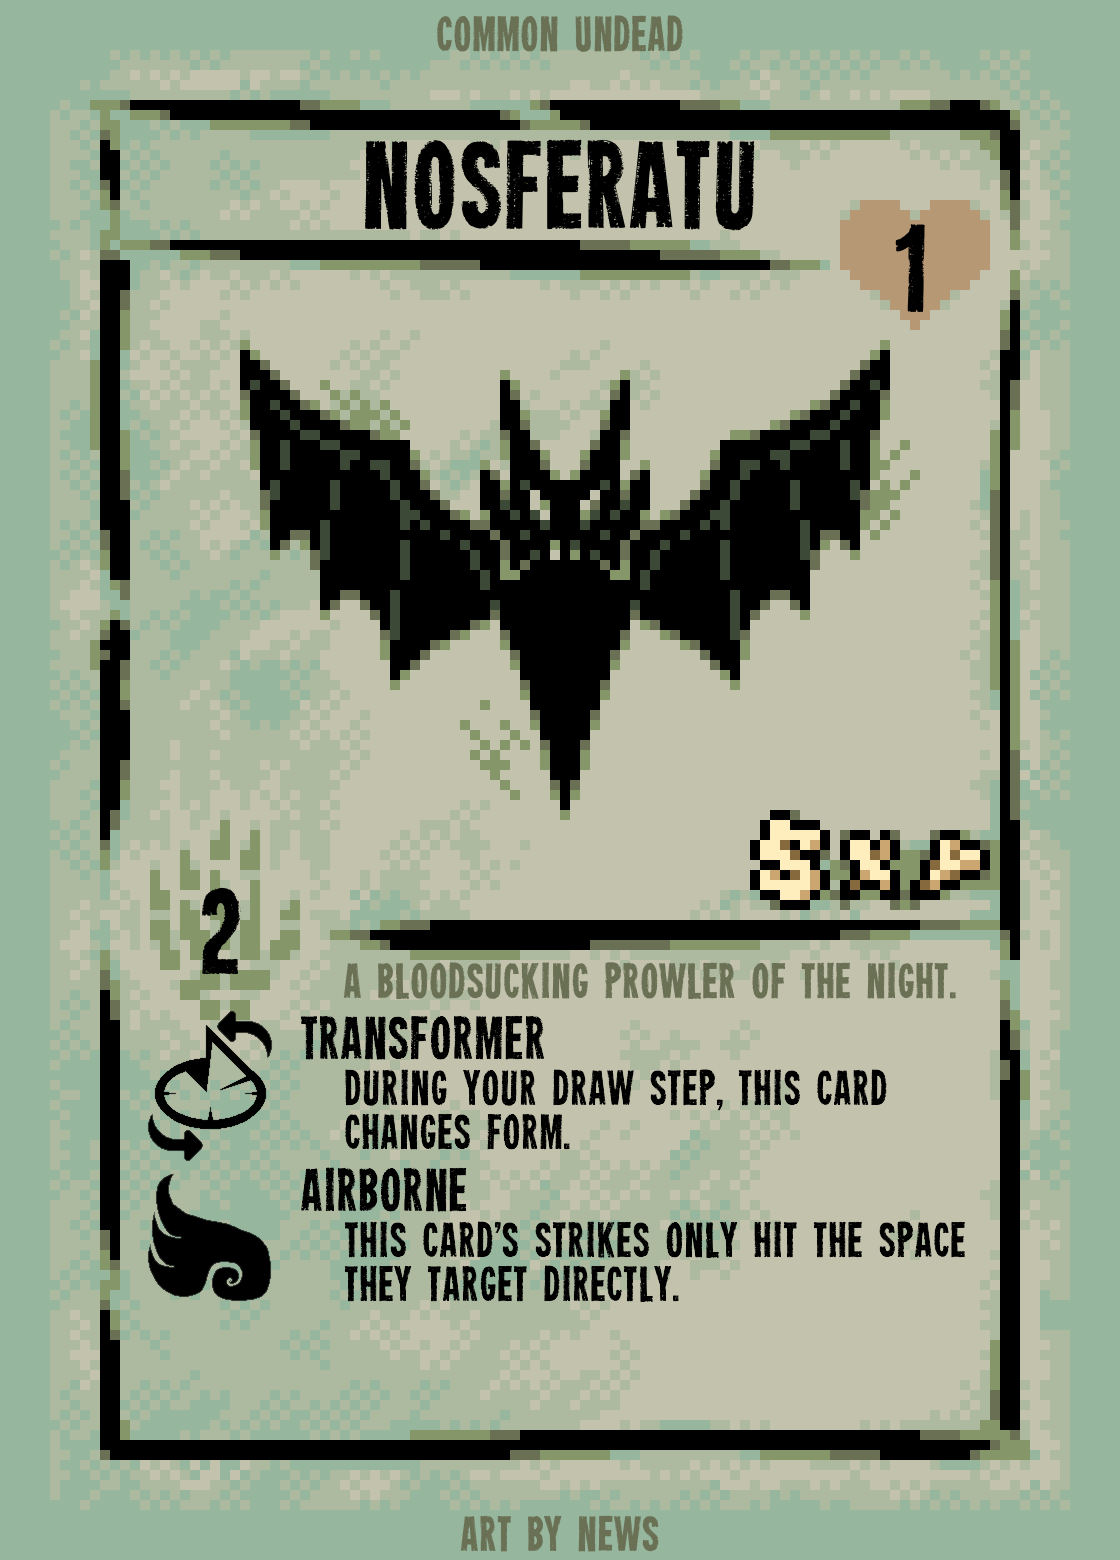 COMMON UNDEAD
NOSFERATU
1
2
A BLOODSUCKING PROWLER OF THE NIGHT.
TRANSFORMER
DURING YOUR DRAW STEP, THIS CARD
CHANGES FORM.
AIRBORNE
THIS CARD'S STRIKES ONLY HIT THE SPACE
THEY TARGET DIRECTLY.
ART BY NEWS